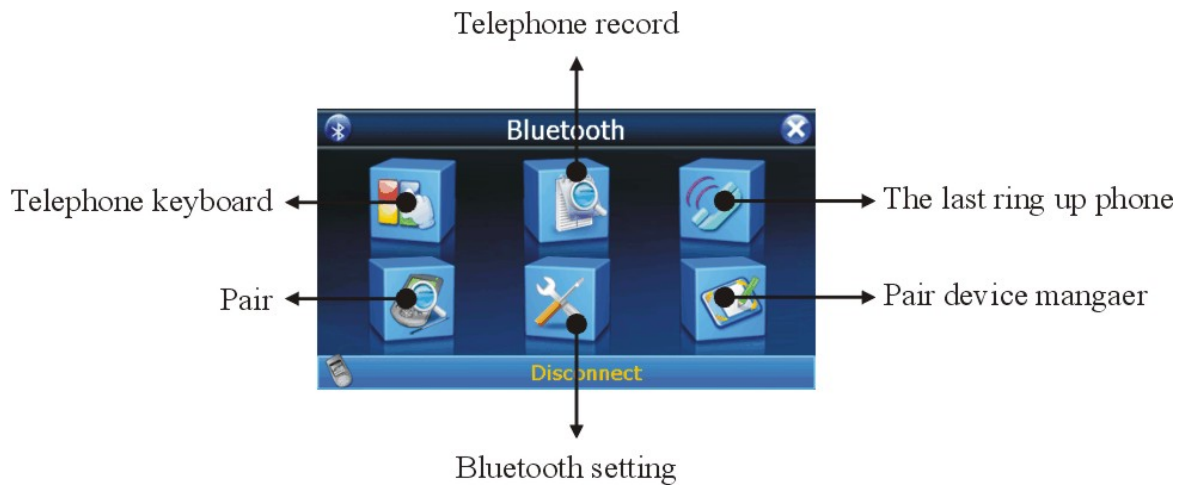 Telephone record
Bluetooth
Telephone keyboard
The last ring up phone
Pair
Pair device mangaer
Disconnect
Bluetooth setting